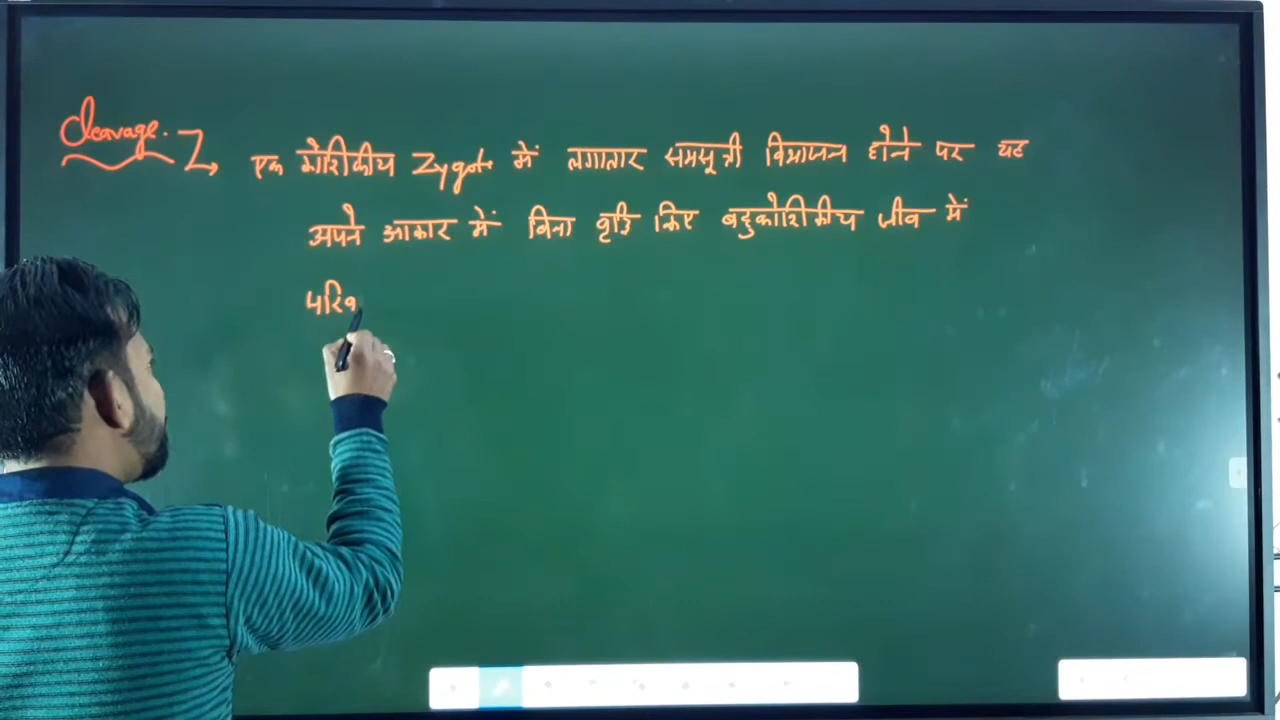 Cleavage. एक कोशिकीय Zygote में लगातार समसूत्री विभाजन होने पर यह
अपने आकार में बिना वृद्धि किए बहुकोशिकीय जीव में
परिव